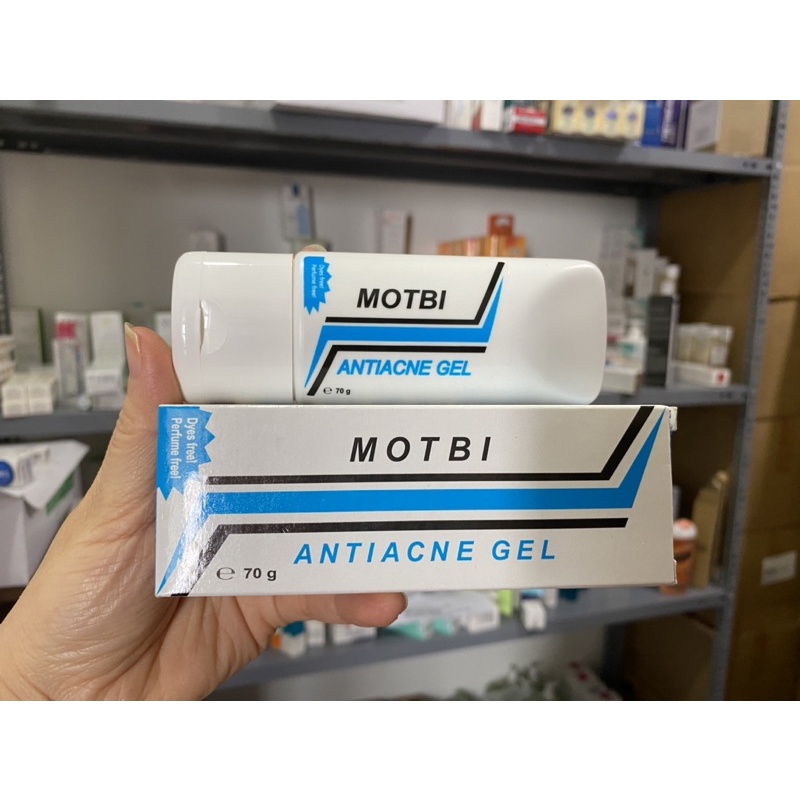 Dyes free!
Perfume free!
MOTBI
ANTIACNE GEL
℮ 70 g
Dyes free!
Perfume free!
MOTBI
ANTIACNE GEL
℮ 70 g